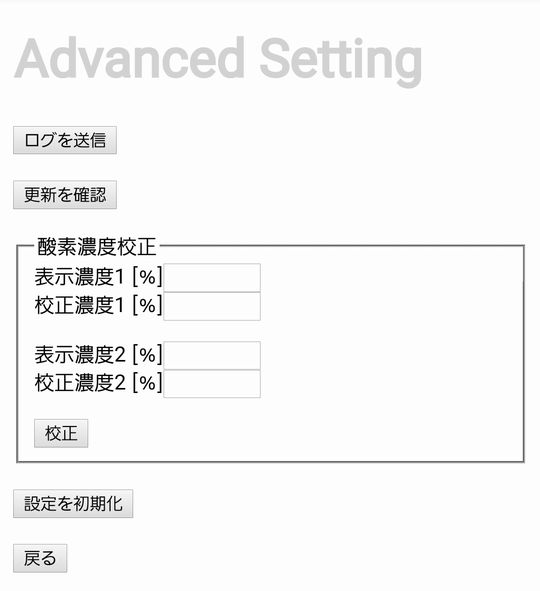 Advanced Setting
ログを送信
更新を確認
酸素濃度校正
表示濃度1 [%]
校正濃度1 [%]
表示濃度2 [%]
校正濃度2 [%]
校正
設定を初期化
戻る